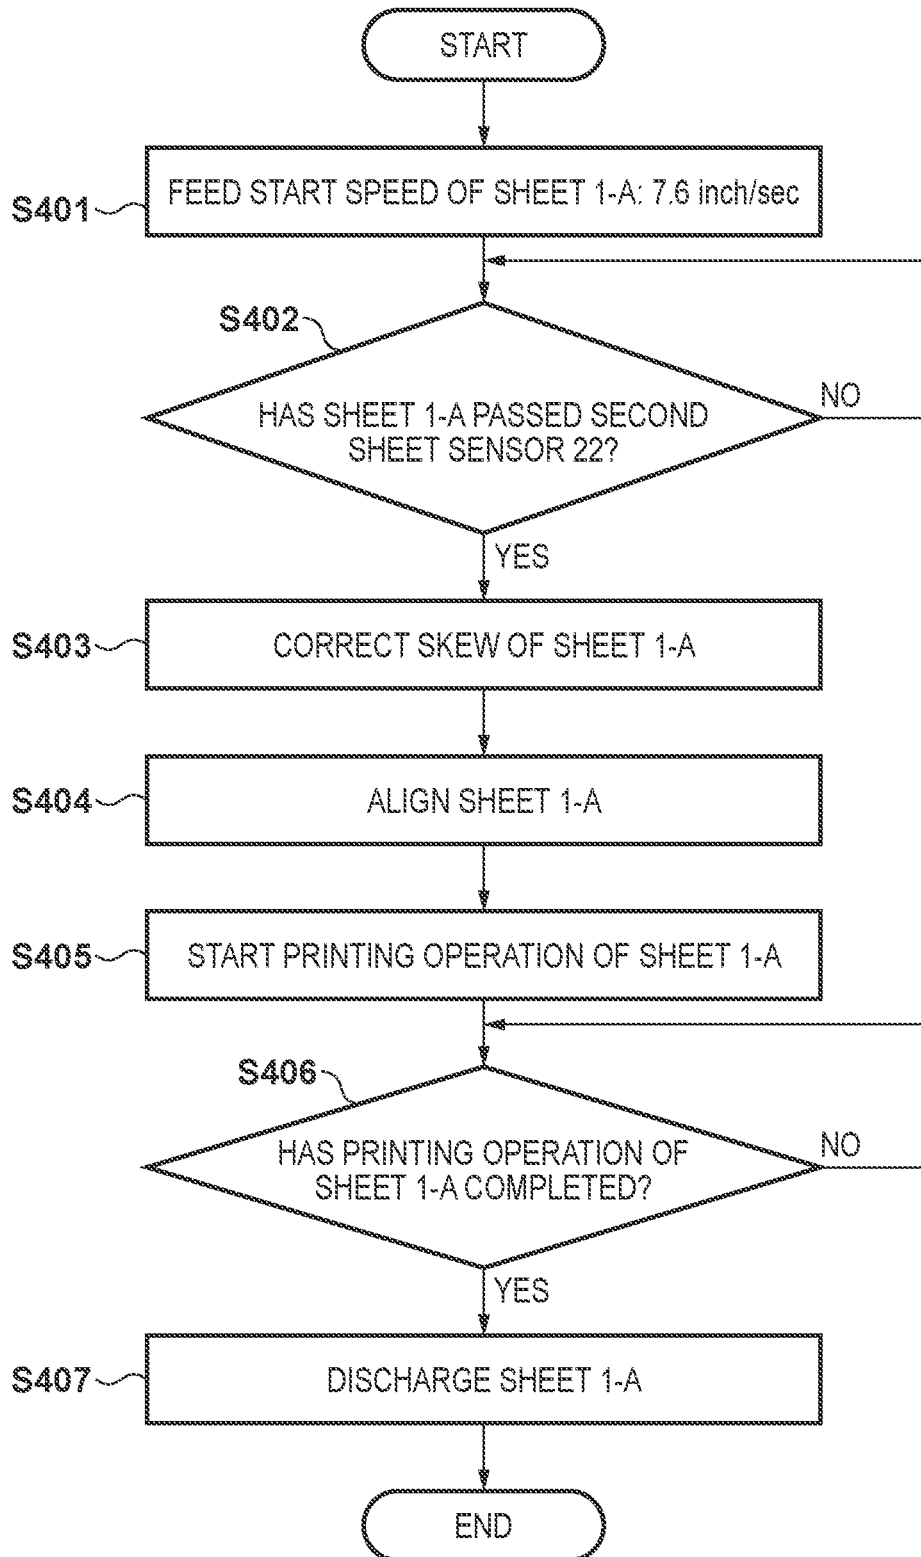 START
S401
FEED START SPEED OF SHEET 1-A: 7.6 inch/sec
S402
HAS SHEET 1-A PASSED SECOND
SHEET SENSOR 22?
NO
YES
S403
CORRECT SKEW OF SHEET 1-A
S404
ALIGN SHEET 1-A
S405
START PRINTING OPERATION OF SHEET 1-A
S406
HAS PRINTING OPERATION OF
SHEET 1-A COMPLETED?
NO
YES
S407
DISCHARGE SHEET 1-A
END